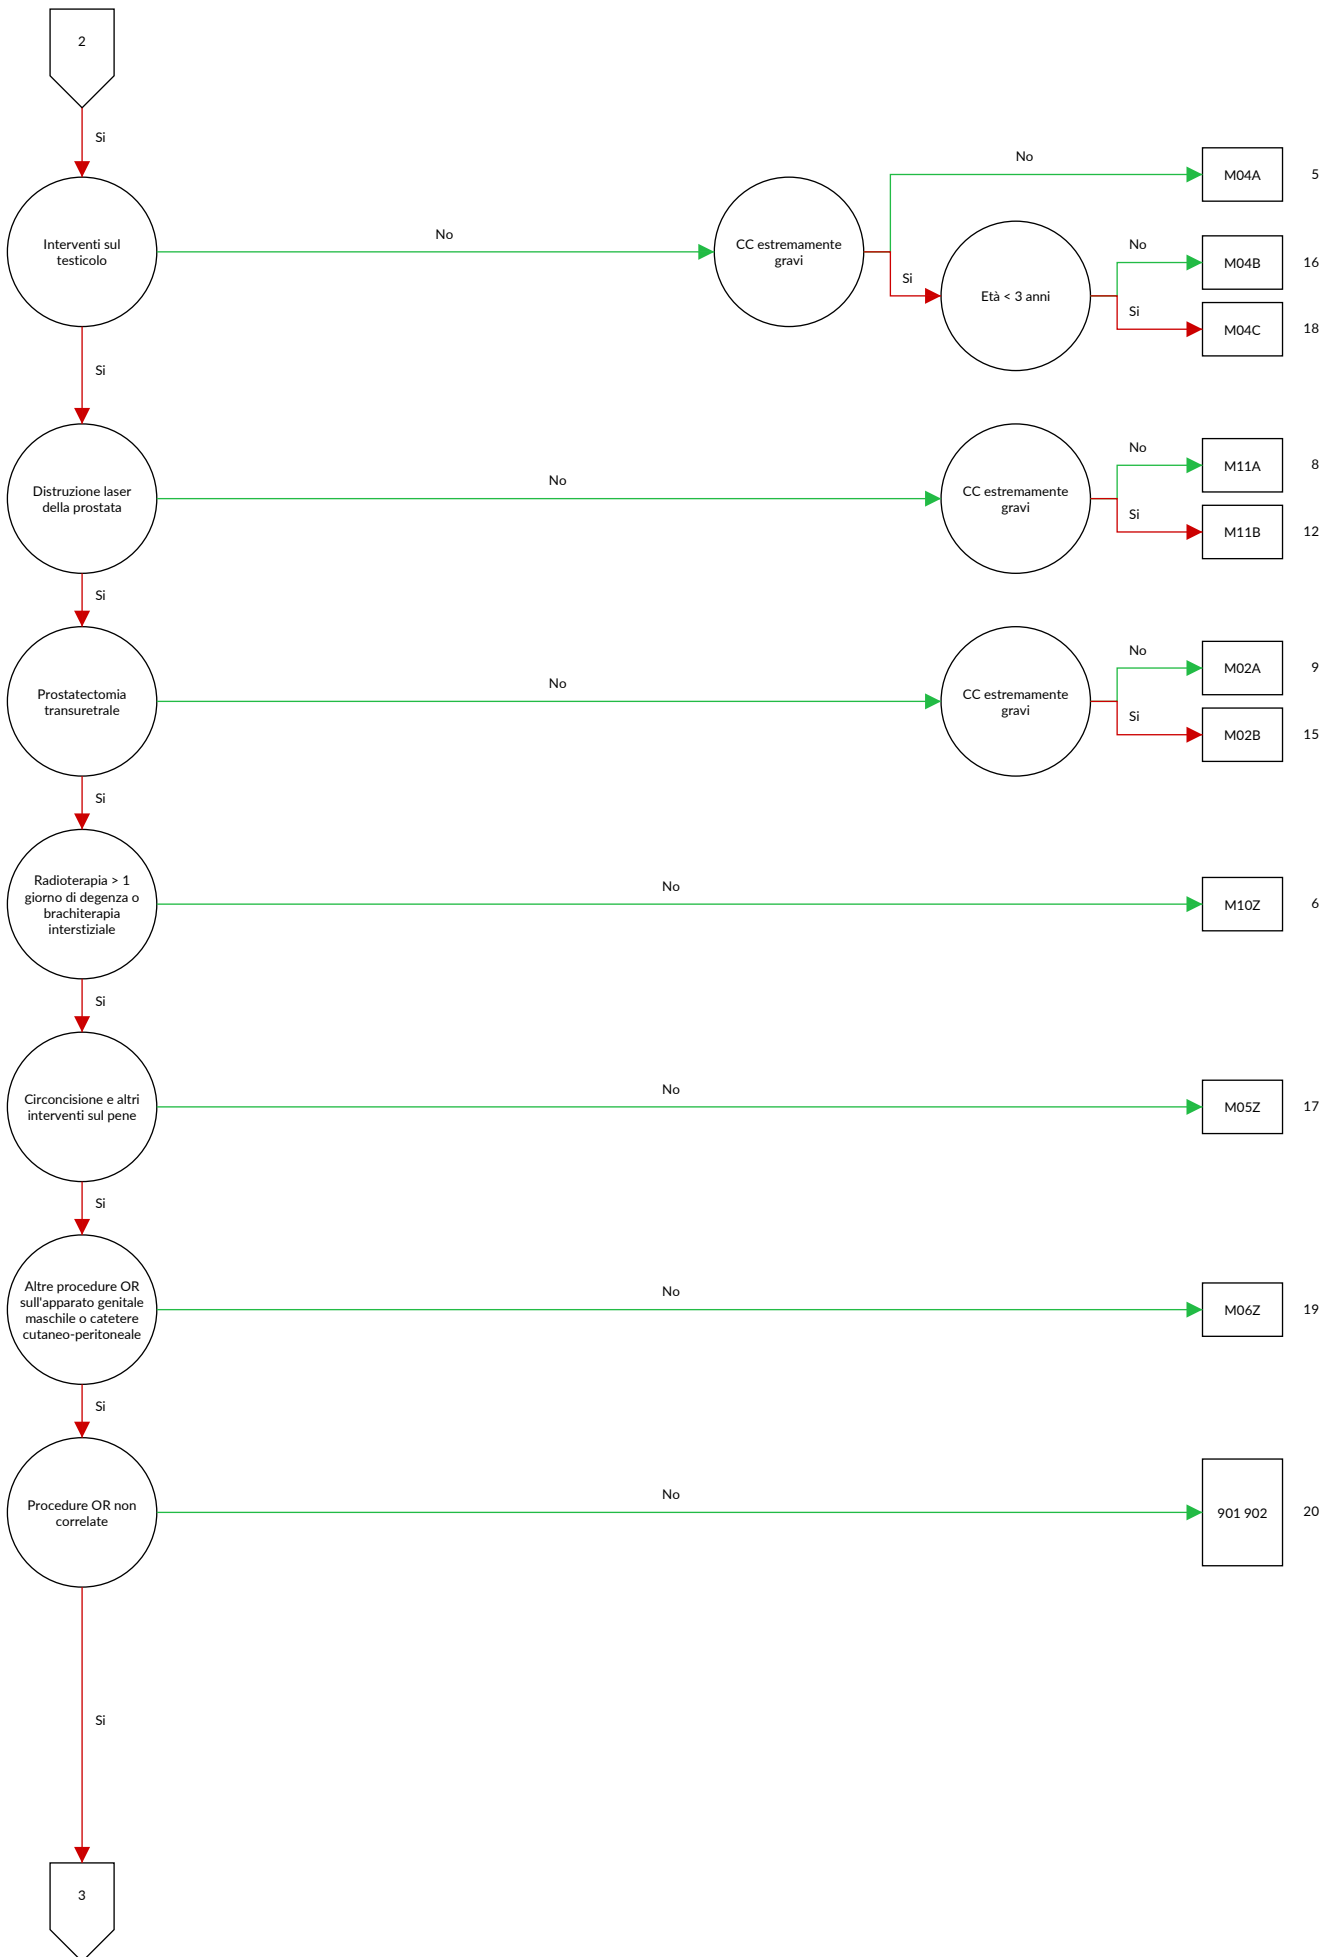 2
Si
No
M04A
5
Interventi sul
testicolo
No
CC estremamente
gravi
Si
Età < 3 anni
No
M04B
16
Si
M04C
18
Si
Distruzione laser
della prostata
No
CC estremamente
gravi
No
M11A
8
Si
M11B
12
Si
Prostatectomia
transuretrale
No
CC estremamente
gravi
No
M02A
9
Si
M02B
15
Si
Radioterapia > 1
giorno di degenza o
brachiterapia
interstiziale
No
M10Z
6
Si
Circoncisione e altri
interventi sul pene
No
M05Z
17
Si
Altre procedure OR
sull'apparato genitale
maschile o catetere
cutaneo-peritoneale
No
M06Z
19
Si
Procedure OR non
correlate
No
901 902
20
Si
3